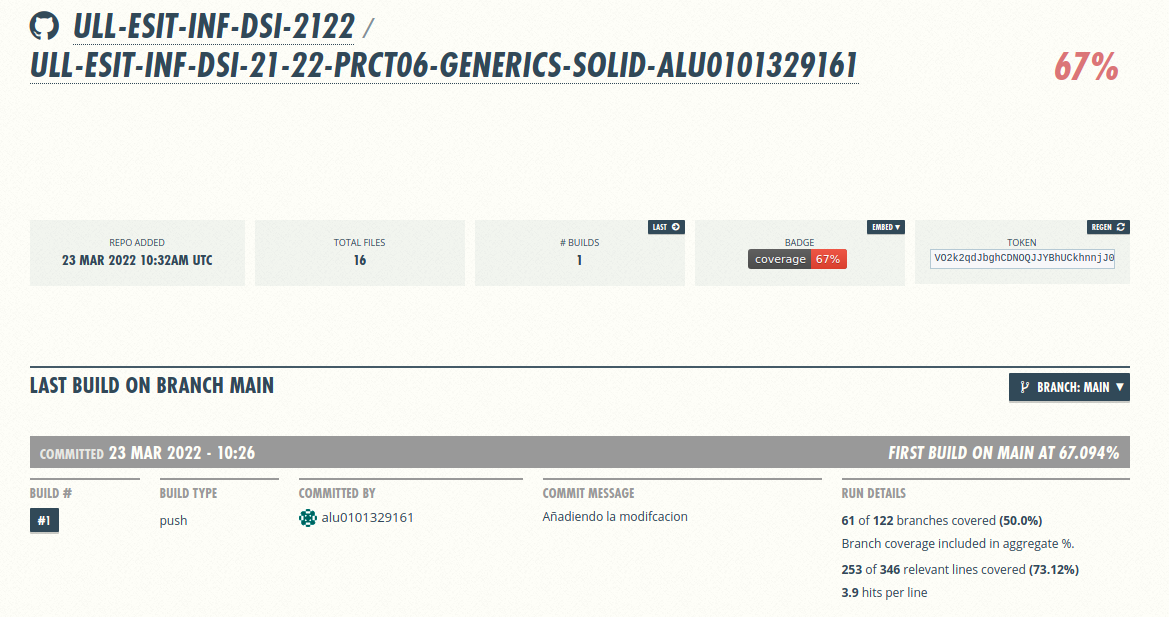 ULL-ESIT-INF-DSI-2122 /
ULL-ESIT-INF-DSI-21-22-PRCT06-GENERICS-SOLID-ALU0101329161
67%
REPO ADDED
23 MAR 2022 10:32AM UTC
TOTAL FILES
16
LAST
# BUILDS
1
EMBED ▾
BADGE
coverage 67%
REGEN
TOKEN
VO2k2qdJbghCDNOQJJYBhUCkhnnjJ0
LAST BUILD ON BRANCH MAIN
BRANCH: MAIN ▼
COMMITTED 23 MAR 2022 - 10:26
FIRST BUILD ON MAIN AT 67.094%
BUILD #
#1
BUILD TYPE
push
COMMITTED BY
alu0101329161
COMMIT MESSAGE
Añadiendo la modifcacion
RUN DETAILS
61 of 122 branches covered (50.0%)
Branch coverage included in aggregate %.
253 of 346 relevant lines covered (73.12%)
3.9 hits per line